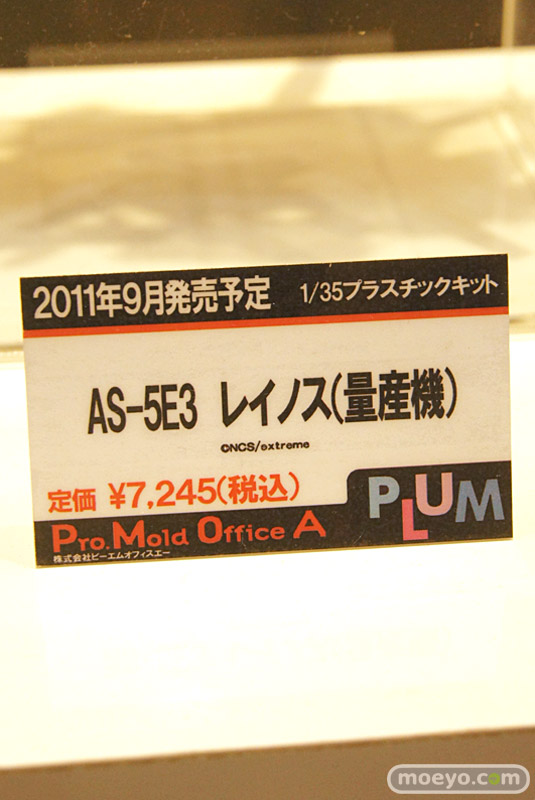 2011年9月発売予定 1/35プラスチックキット
AS-5E3 レイノス(量産機)
©NCS/extreme
定価 ¥7,245(税込)
PLUM
Pro.Mold Office A
株式会社ピーエムオフィスエー
moeyo.com